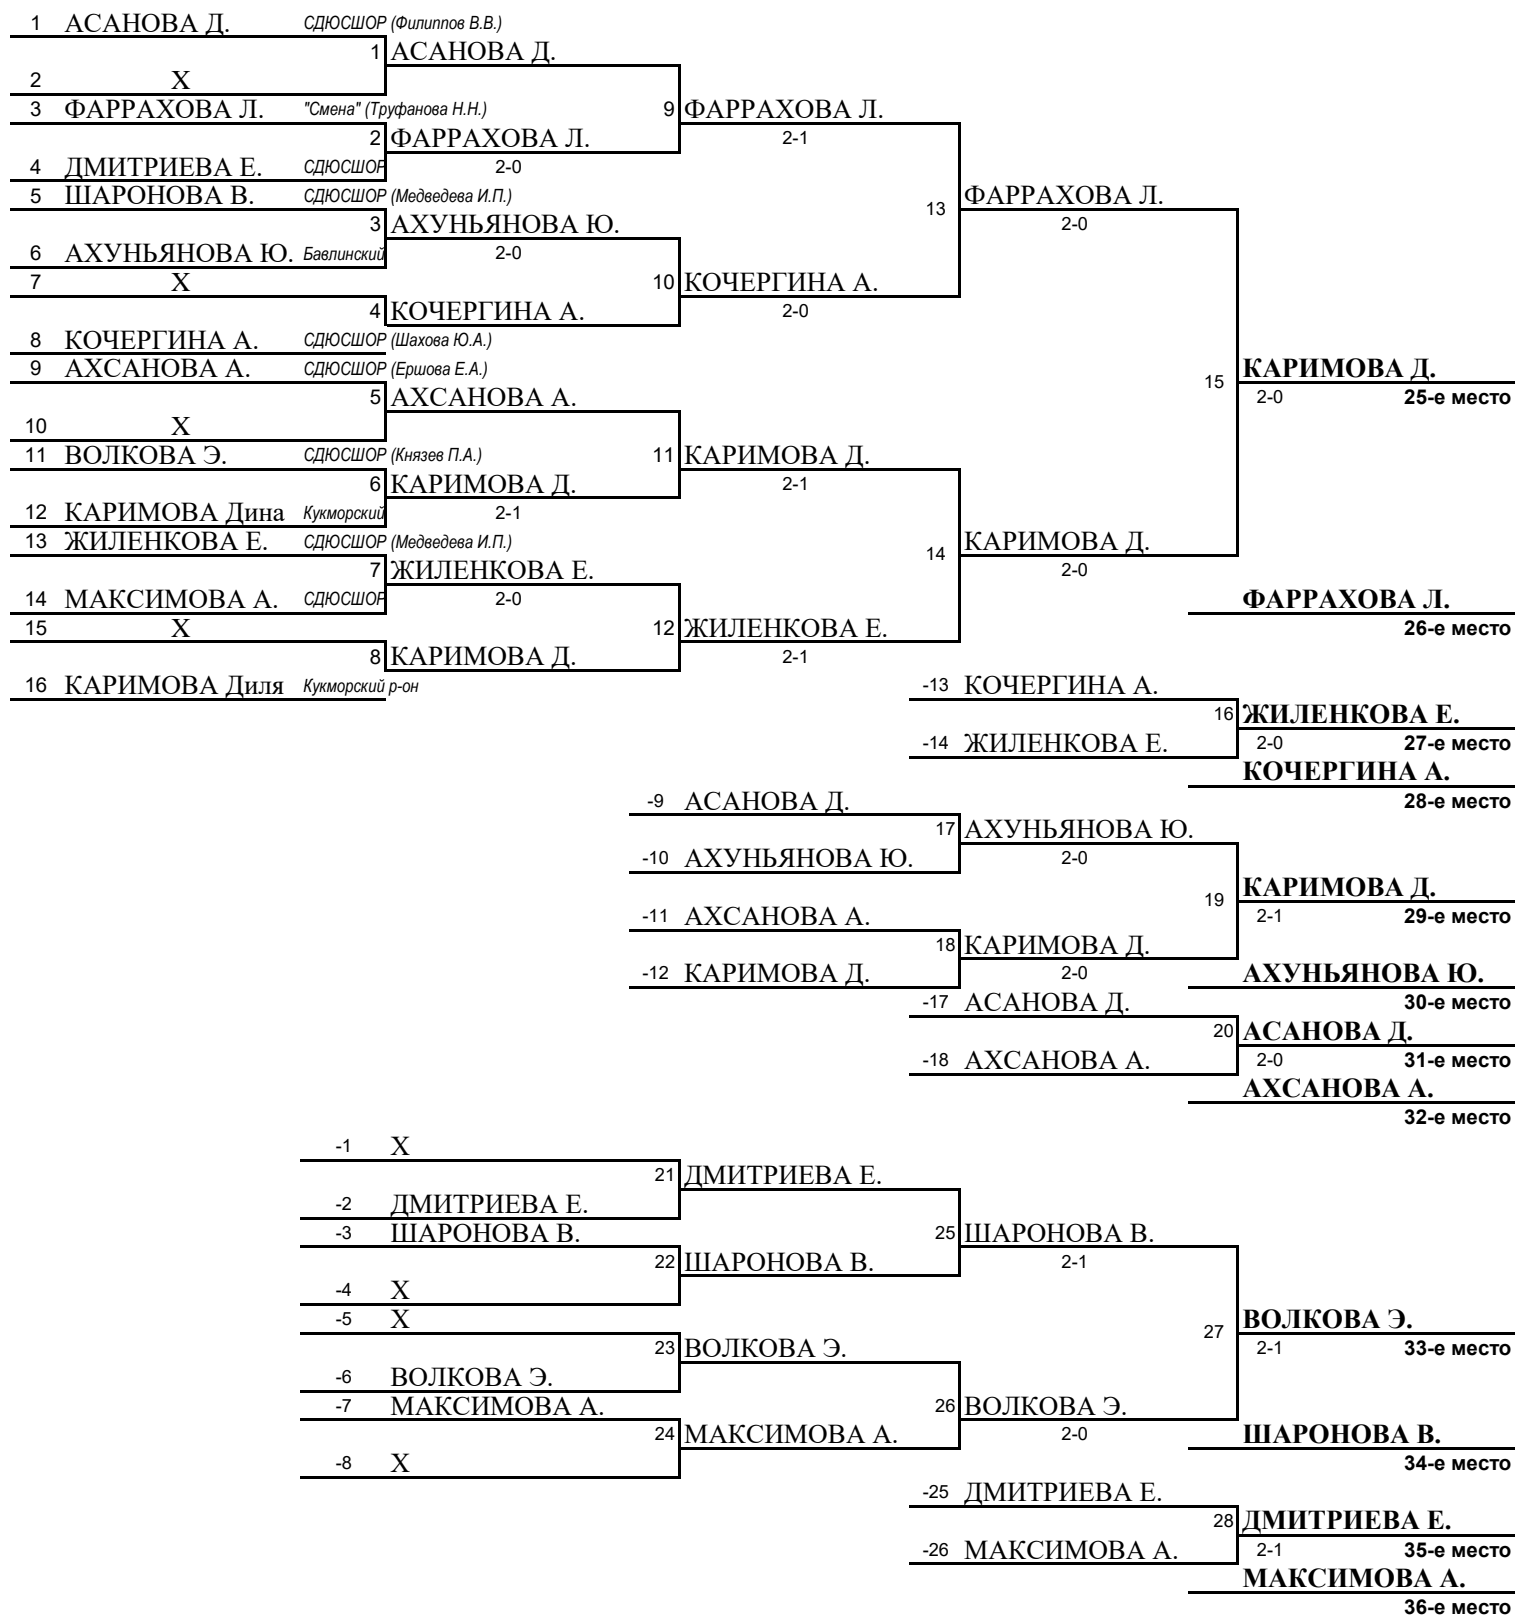 1 АСАНОВА Д. СДЮСШОР (Филиппов В.В.)
1 АСАНОВА Д.
2 X
3 ФАРРАХОВА Л. "Смена" (Труфанова Н.Н.) 9 ФАРРАХОВА Л.
2 ФАРРАХОВА Л. 2-1
4 ДМИТРИЕВА Е. СДЮСШОР 2-0
5 ШАРОНОВА В. СДЮСШОР (Медведева И.П.) 13 ФАРРАХОВА Л.
3 АХУНЬЯНОВА Ю. 2-0
6 АХУНЬЯНОВА Ю. Бавлинский 2-0
7 X 10 КОЧЕРГИНА А.
4 КОЧЕРГИНА А. 2-0
8 КОЧЕРГИНА А. СДЮСШОР (Шахова Ю.А.)
9 АХСАНОВА А. СДЮСШОР (Ершова Е.А.) 15 КАРИМОВА Д.
5 АХСАНОВА А. 2-0 25-е место
10 X
11 ВОЛКОВА Э. СДЮСШОР (Князев П.А.) 11 КАРИМОВА Д.
6 КАРИМОВА Д. 2-1
12 КАРИМОВА Дина Кукморский 2-1
13 ЖИЛЕНКОВА Е. СДЮСШОР (Медведева И.П.) 14 КАРИМОВА Д.
7 ЖИЛЕНКОВА Е. 2-0
14 МАКСИМОВА А. СДЮСШОР 2-0 ФАРРАХОВА Л.
15 X 12 ЖИЛЕНКОВА Е. 26-е место
8 КАРИМОВА Д. 2-1
16 КАРИМОВА Диля Кукморский р-он -13 КОЧЕРГИНА А.
16 ЖИЛЕНКОВА Е.
-14 ЖИЛЕНКОВА Е. 2-0 27-е место
КОЧЕРГИНА А.
-9 АСАНОВА Д. 28-е место
17 АХУНЬЯНОВА Ю.
-10 АХУНЬЯНОВА Ю. 2-0
19 КАРИМОВА Д.
-11 АХСАНОВА А. 2-1 29-е место
18 КАРИМОВА Д.
-12 КАРИМОВА Д. 2-0 АХУНЬЯНОВА Ю.
-17 АСАНОВА Д. 30-е место
20 АСАНОВА Д.
-18 АХСАНОВА А. 2-0 31-е место
АХСАНОВА А.
32-е место
-1 X
21 ДМИТРИЕВА Е.
-2 ДМИТРИЕВА Е.
-3 ШАРОНОВА В. 25 ШАРОНОВА В.
22 ШАРОНОВА В. 2-1
-4 X
-5 X 27 ВОЛКОВА Э.
23 ВОЛКОВА Э. 2-1 33-е место
-6 ВОЛКОВА Э.
-7 МАКСИМОВА А. 26 ВОЛКОВА Э.
24 МАКСИМОВА А. 2-0 ШАРОНОВА В.
-8 X 34-е место
-25 ДМИТРИЕВА Е.
28 ДМИТРИЕВА Е.
-26 МАКСИМОВА А. 2-1 35-е место
МАКСИМОВА А.
36-е место